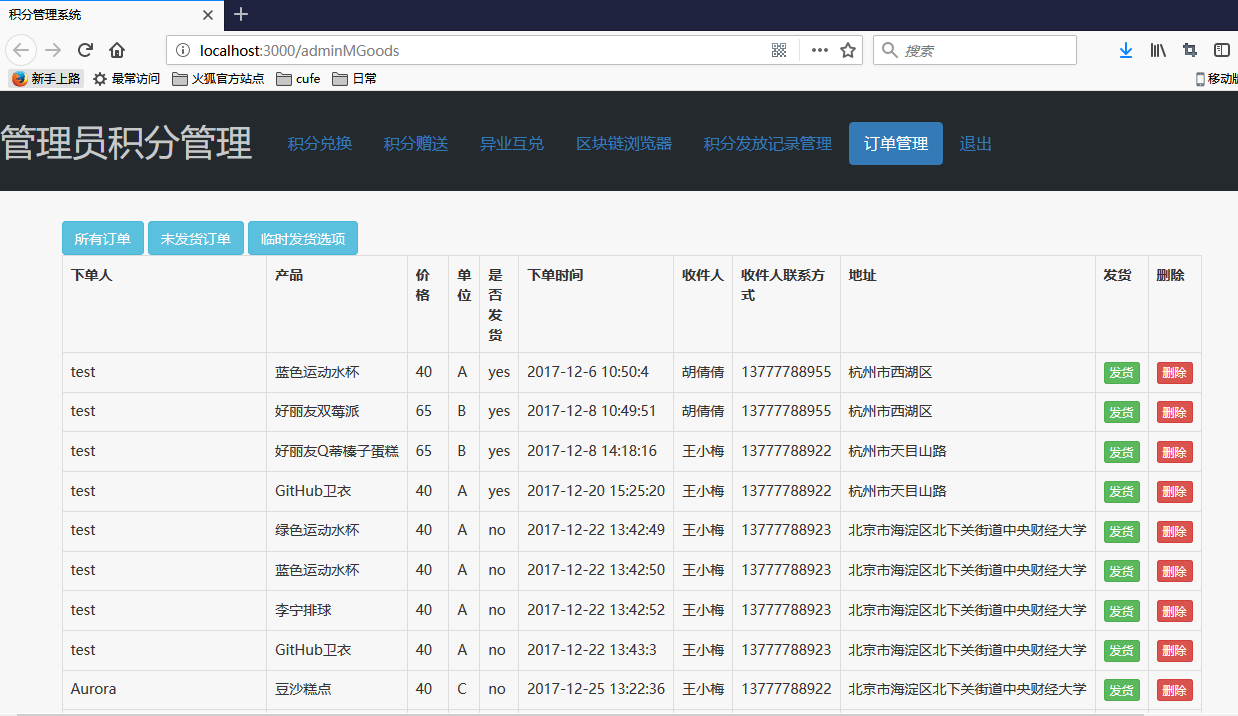 积分管理系统
localhost:3000/adminMGoods
搜索
新手上路 最常访问 火狐官方站点 cufe 日常 移动版
管理员积分管理 积分兑换 积分赠送 异业互兑 区块链浏览器 积分发放记录管理 订单管理 退出
所有订单 未发货订单 临时发货选项
下单人 产品 价格 单位 是否发货 下单时间 收件人 收件人联系方式 地址 发货 删除
test 蓝色运动水杯 40 A yes 2017-12-6 10:50:4 胡倩倩 13777788955 杭州市西湖区 发货 删除
test 好丽友双莓派 65 B yes 2017-12-8 10:49:51 胡倩倩 13777788955 杭州市西湖区 发货 删除
test 好丽友Q蒂榛子蛋糕 65 B yes 2017-12-8 14:18:16 王小梅 13777788922 杭州市天目山路 发货 删除
test GitHub卫衣 40 A yes 2017-12-20 15:25:20 王小梅 13777788922 杭州市天目山路 发货 删除
test 绿色运动水杯 40 A no 2017-12-22 13:42:49 王小梅 13777788923 北京市海淀区北下关街道中央财经大学 发货 删除
test 蓝色运动水杯 40 A no 2017-12-22 13:42:50 王小梅 13777788923 北京市海淀区北下关街道中央财经大学 发货 删除
test 李宁排球 40 A no 2017-12-22 13:42:52 王小梅 13777788923 北京市海淀区北下关街道中央财经大学 发货 删除
test GitHub卫衣 40 A no 2017-12-22 13:43:3 王小梅 13777788923 北京市海淀区北下关街道中央财经大学 发货 删除
Aurora 豆沙糕点 40 C no 2017-12-25 13:22:36 王小梅 13777788922 北京市海淀区北下关街道中央财经大学 发货 删除